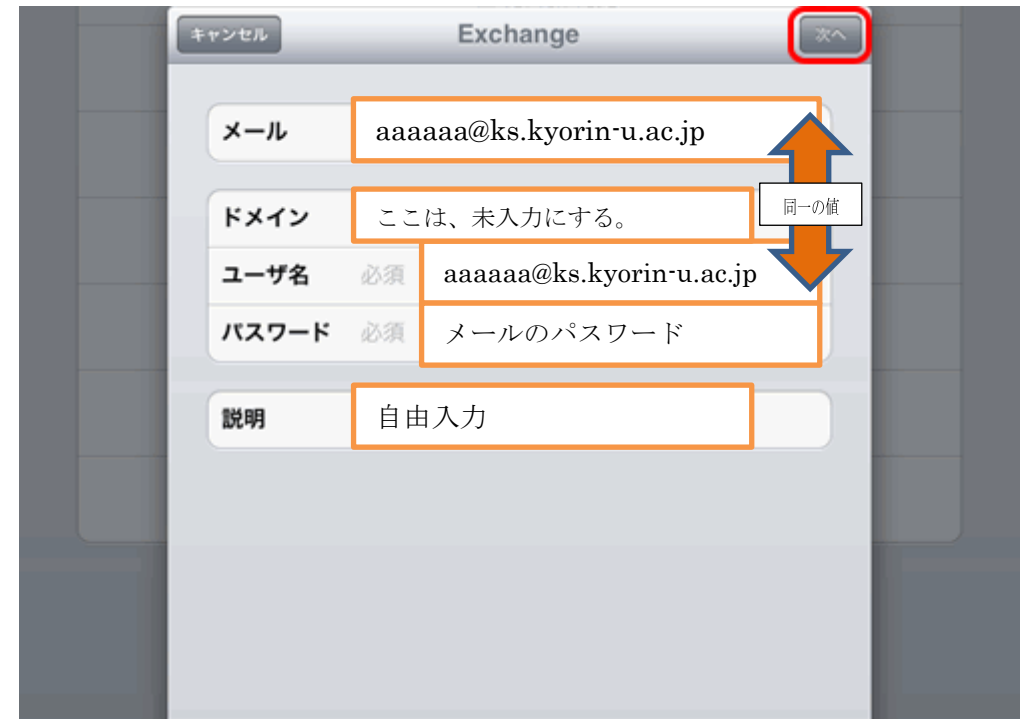 キャンセル Exchange 次へ
メール aaaaaa@ks.kyorin-u.ac.jp
同一の値
ドメイン ここは、未入力にする。
ユーザ名 必須 aaaaaa@ks.kyorin-u.ac.jp
パスワード 必須 メールのパスワード
説明 自由入力